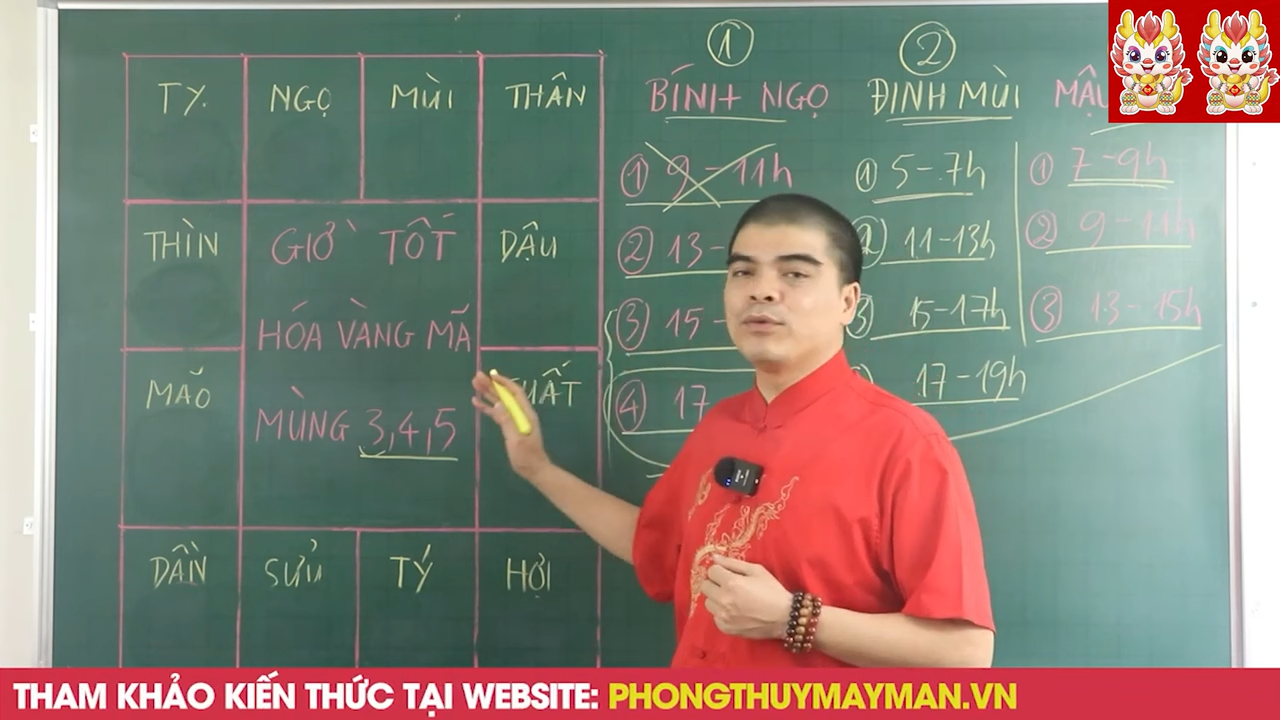 TỴ.
NGỌ
MÙI
THÂN
THÌN
DẬU
MÃO
DẦN
SỬU
TÝ
HỢI
GIỜ TỐT
HÓA VÀNG MÃ
MÙNG 3,4,5
①
BÍNH NGỌ
① 9-11h
② 13-
③ 15-
④ 17
②
ĐINH MÙI
① 5-7h
② 11-13h
③ 15-17h
17-19h
① 7-9h
② 9-11h
③ 13-15h
THAM KHẢO KIẾN THỨC TẠI WEBSITE: PHONGTHUYMAYMAN.VN